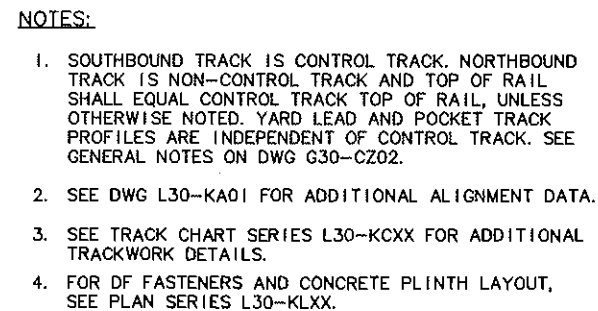 NOTES:
1. SOUTHBOUND TRACK IS CONTROL TRACK. NORTHBOUND
TRACK IS NON-CONTROL TRACK AND TOP OF RAIL
SHALL EQUAL CONTROL TRACK TOP OF RAIL, UNLESS
OTHERWISE NOTED. YARD LEAD AND POCKET TRACK
PROFILES ARE INDEPENDENT OF CONTROL TRACK. SEE
GENERAL NOTES ON DWG G30-CZ02.
2. SEE DWG L30-KA01 FOR ADDITIONAL ALIGNMENT DATA.
3. SEE TRACK CHART SERIES L30-KCXX FOR ADDITIONAL
TRACKWORK DETAILS.
4. FOR DF FASTENERS AND CONCRETE PLINTH LAYOUT,
SEE PLAN SERIES L30-KLXX.